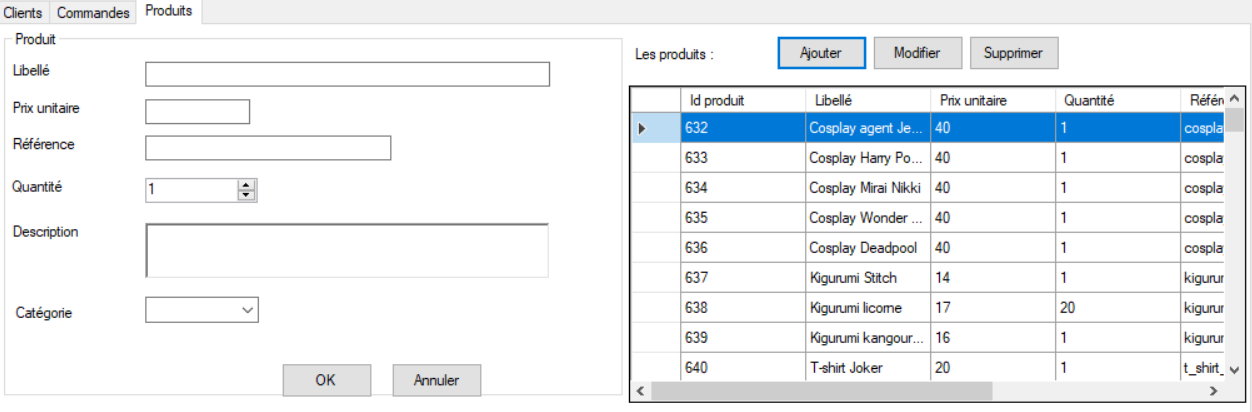 Clients Commandes Produits
Produit
Libellé
Prix unitaire
Référence
Quantité 1
Description
Catégorie
OK Annuler
Les produits : Ajouter Modifier Supprimer
Id produit Libellé Prix unitaire Quantité Référ
632 Cosplay agent Je... 40 1 cospla
633 Cosplay Harry Po... 40 1 cospla
634 Cosplay Mirai Nikki 40 1 cospla
635 Cosplay Wonder ... 40 1 cospla
636 Cosplay Deadpool 40 1 cospla
637 Kigurumi Stitch 14 1 kigurur
638 Kigurumi licorne 17 20 kigurur
639 Kigurumi kangour... 16 1 kigurur
640 T-shirt Joker 20 1 t_shirt_